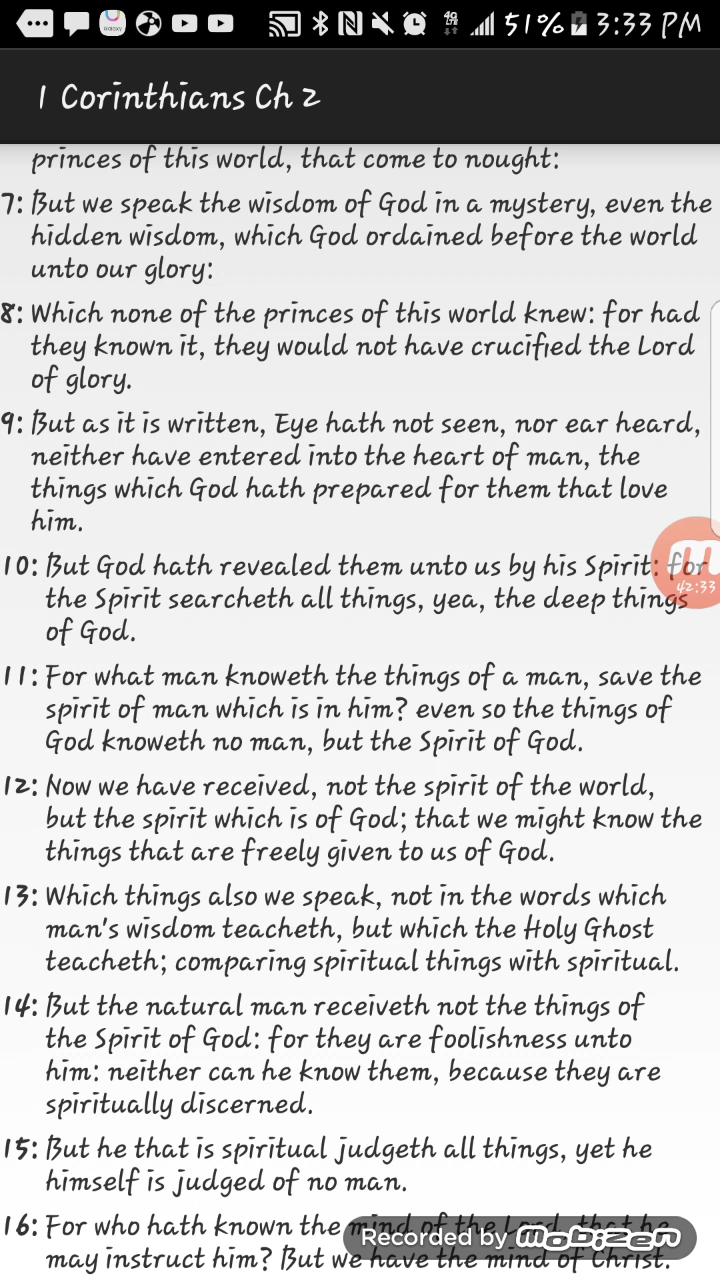 4G
LTE
51%
3:33 PM
GALAXY
1 Corinthians Ch 2
princes of this world, that come to nought:
7: But we speak the wisdom of God in a mystery, even the
hidden wisdom, which God ordained before the world
unto our glory:
8: Which none of the princes of this world knew: for had
they known it, they would not have crucified the Lord
of glory.
9: But as it is written, Eye hath not seen, nor ear heard,
neither have entered into the heart of man, the
things which God hath prepared for them that love
him.
10: But God hath revealed them unto us by his Spirit: for
the Spirit searcheth all things, yea, the deep things
of God.
42:33
11: For what man knoweth the things of a man, save the
spirit of man which is in him? even so the things of
God knoweth no man, but the Spirit of God.
12: Now we have received, not the spirit of the world,
but the spirit which is of God; that we might know the
things that are freely given to us of God.
13: Which things also we speak, not in the words which
man's wisdom teacheth, but which the Holy Ghost
teacheth; comparing spiritual things with spiritual.
14: But the natural man receiveth not the things of
the Spirit of God: for they are foolishness unto
him: neither can he know them, because they are
spiritually discerned.
15: But he that is spiritual judgeth all things, yet he
himself is judged of no man.
16: For who hath known the mind of the Lord, that he
may instruct him? But we have the mind of Christ.
Recorded by mobizen